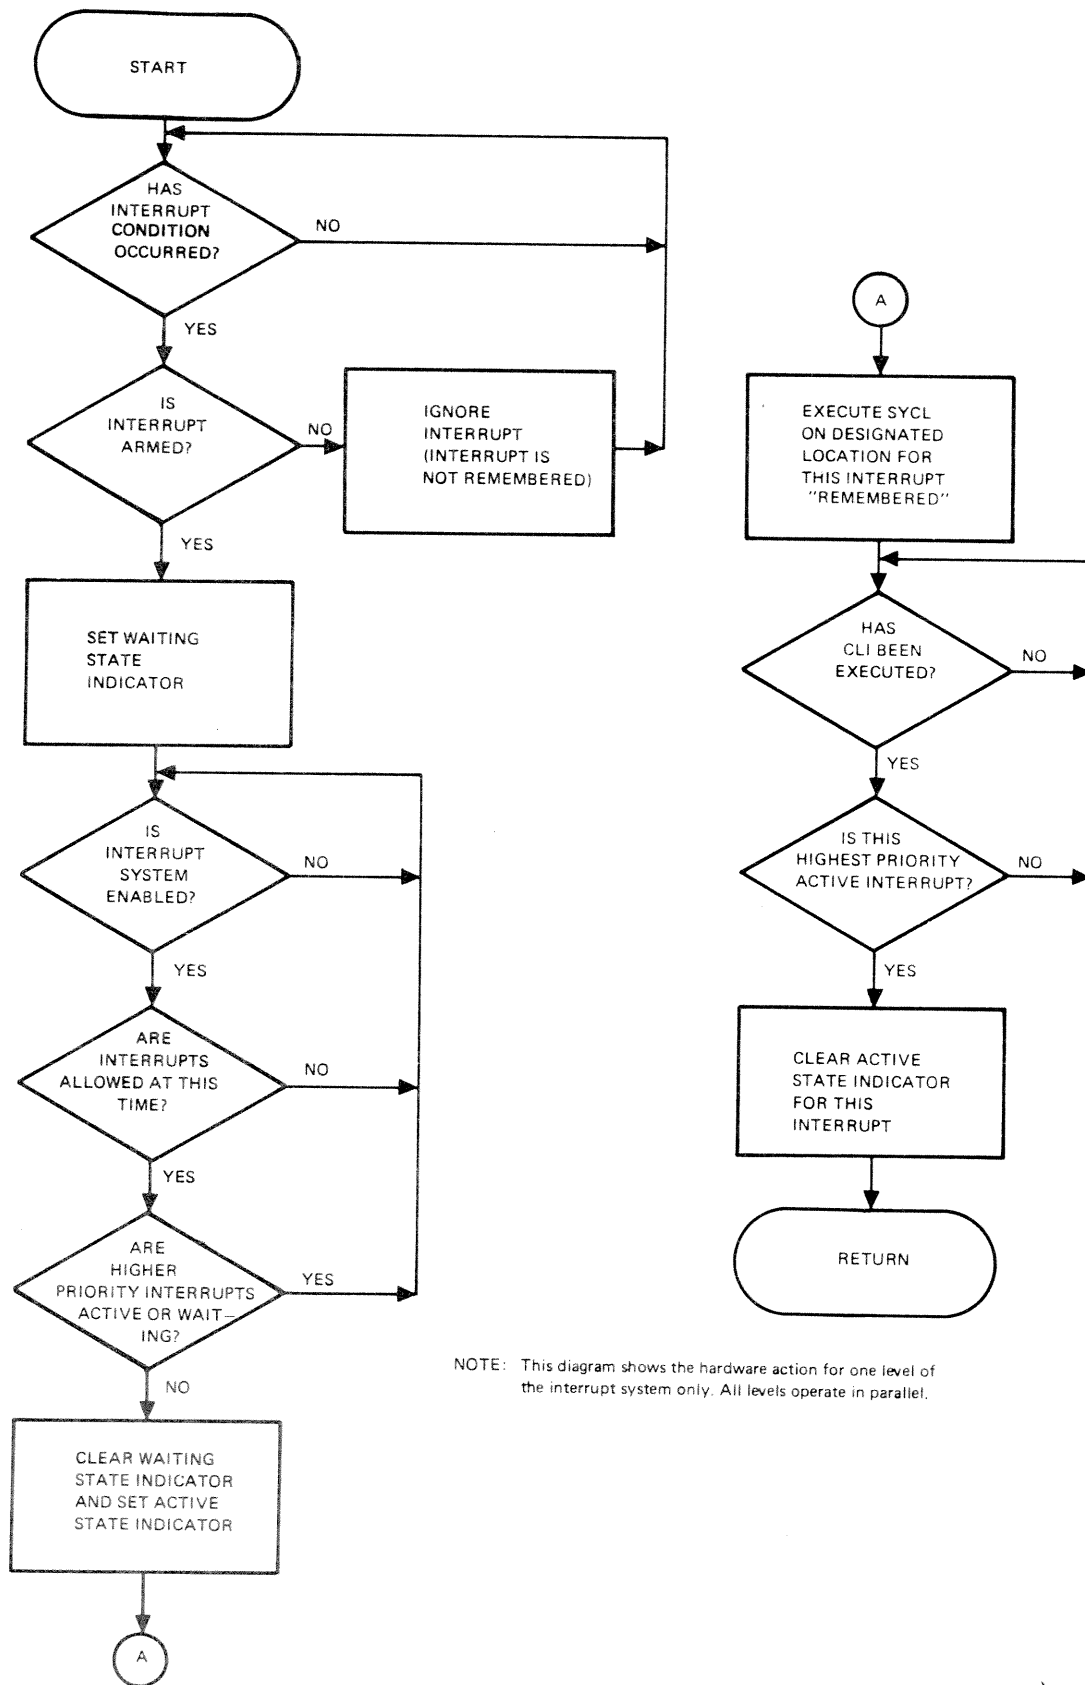 START
HAS
INTERRUPT
CONDITION
OCCURRED?
NO
YES
IS
INTERRUPT
ARMED?
NO
IGNORE
INTERRUPT
(INTERRUPT IS
NOT REMEMBERED)
YES
SET WAITING
STATE
INDICATOR
IS
INTERRUPT
SYSTEM
ENABLED?
NO
YES
ARE
INTERRUPTS
ALLOWED AT THIS
TIME?
NO
YES
ARE
HIGHER
PRIORITY INTERRUPTS
ACTIVE OR WAIT–
ING?
YES
NO
CLEAR WAITING
STATE INDICATOR
AND SET ACTIVE
STATE INDICATOR
A
A
EXECUTE SYCL
ON DESIGNATED
LOCATION FOR
THIS INTERRUPT
"REMEMBERED"
HAS
CLI BEEN
EXECUTED?
NO
YES
IS THIS
HIGHEST PRIORITY
ACTIVE INTERRUPT?
NO
YES
CLEAR ACTIVE
STATE INDICATOR
FOR THIS
INTERRUPT
RETURN
NOTE: This diagram shows the hardware action for one level of
the interrupt system only. All levels operate in parallel.